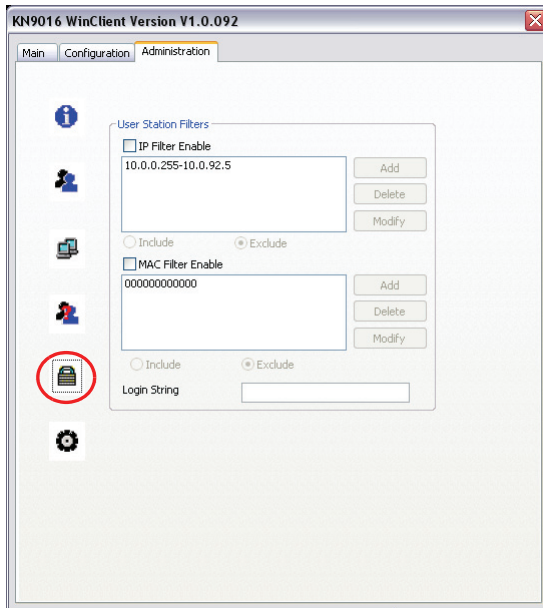 KN9016 WinClient Version V1.0.092
Main Configuration Administration
User Station Filters
IP Filter Enable
10.0.0.255-10.0.92.5
Add
Delete
Modify
Include Exclude
MAC Filter Enable
000000000000
Add
Delete
Modify
Include Exclude
Login String